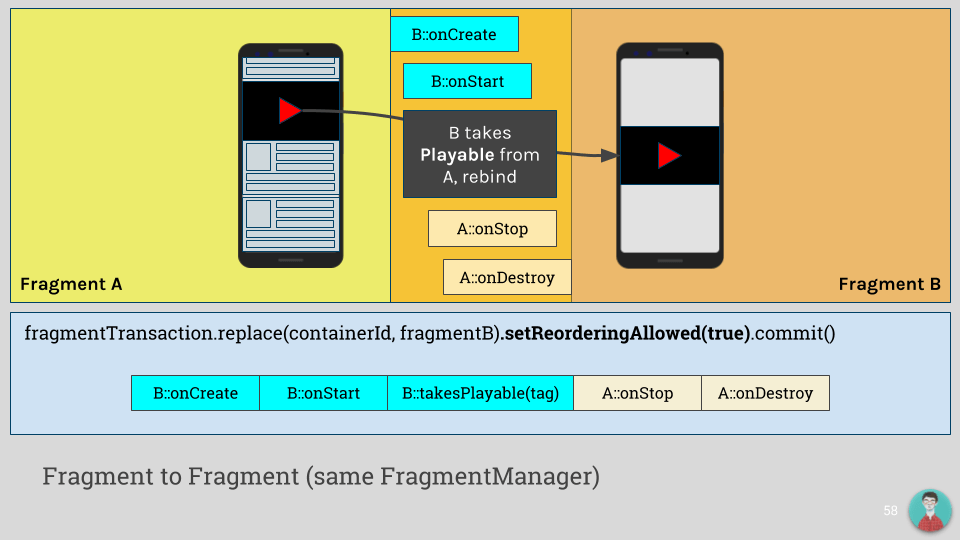 B::onCreate
B::onStart
B takes
Playable from
A, rebind
A::onStop
A::onDestroy
Fragment A
Fragment B
fragmentTransaction.replace(containerId, fragmentB).setReorderingAllowed(true).commit()
B::onCreate B::onStart B::takesPlayable(tag) A::onStop A::onDestroy
Fragment to Fragment (same FragmentManager)
58